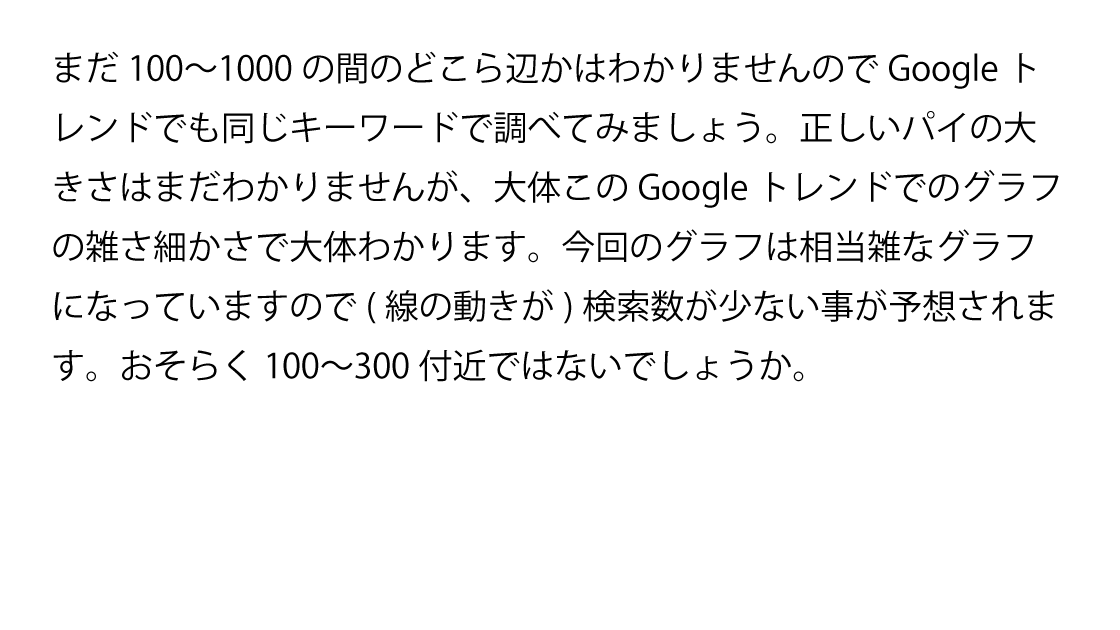 まだ 100〜1000 の間のどこら辺かはわかりませんので Google ト
レンドでも同じキーワードで調べてみましょう。正しいパイの大
きさはまだわかりませんが、大体この Google トレンドでのグラフ
の雑さ細かさで大体わかります。今回のグラフは相当雑なグラフ
になっていますので ( 線の動きが ) 検索数が少ない事が予想されま
す。おそらく 100〜300 付近ではないでしょうか。